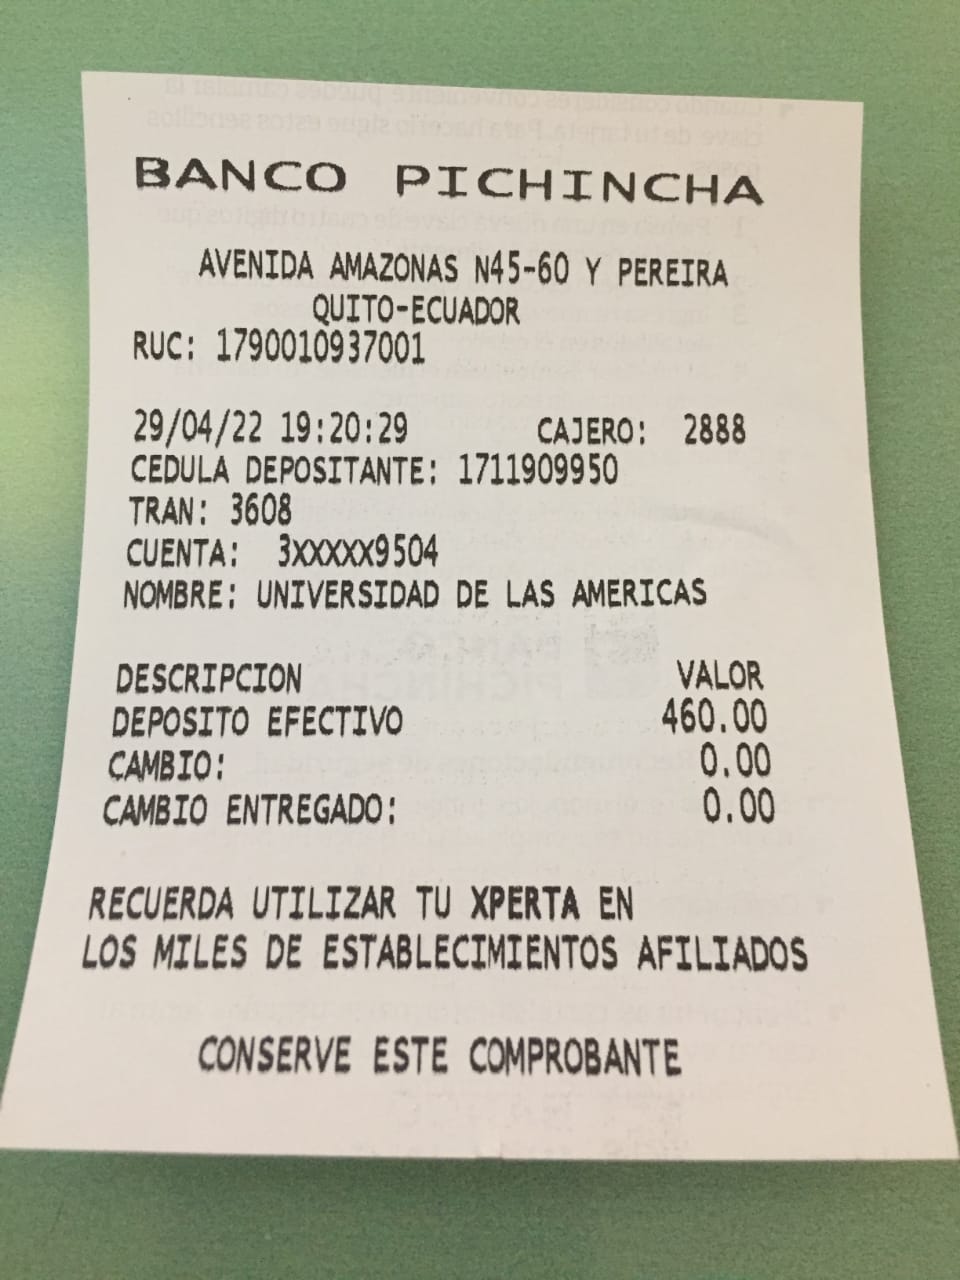 BANCO PICHINCHA
AVENIDA AMAZONAS N45-60 Y PEREIRA
QUITO-ECUADOR
RUC: 1790010937001
29/04/22 19:20:29 CAJERO: 2888
CEDULA DEPOSITANTE: 1711909950
TRAN: 3608
CUENTA: 3XXXXX9504
NOMBRE: UNIVERSIDAD DE LAS AMERICAS
DESCRIPCION VALOR
DEPOSITO EFECTIVO 460.00
CAMBIO: 0.00
CAMBIO ENTREGADO: 0.00
RECUERDA UTILIZAR TU XPERTA EN
LOS MILES DE ESTABLECIMIENTOS AFILIADOS
CONSERVE ESTE COMPROBANTE